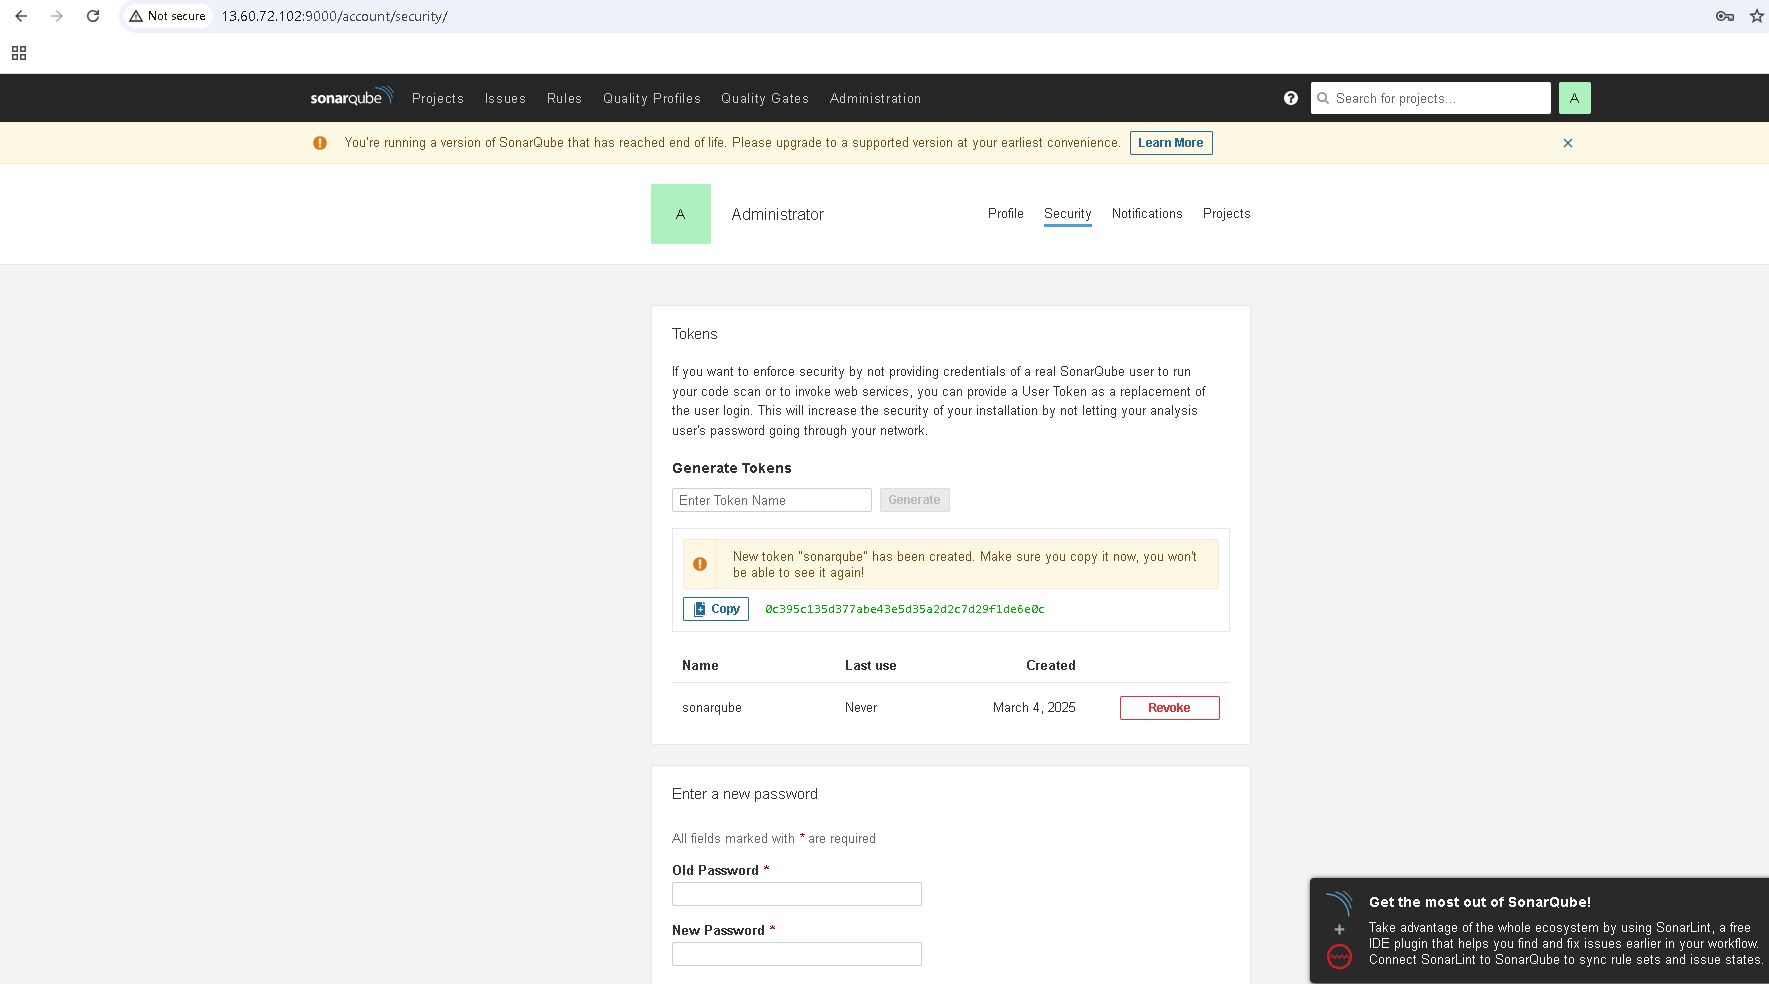 Not secure 13.60.72.102:9000/account/security/
sonarqube Projects Issues Rules Quality Profiles Quality Gates Administration Search for projects... A
You're running a version of SonarQube that has reached end of life. Please upgrade to a supported version at your earliest convenience. Learn More
A Administrator Profile Security Notifications Projects
Tokens
If you want to enforce security by not providing credentials of a real SonarQube user to run
your code scan or to invoke web services, you can provide a User Token as a replacement of
the user login. This will increase the security of your installation by not letting your analysis
user's password going through your network.
Generate Tokens
Enter Token Name Generate
New token "sonarqube" has been created. Make sure you copy it now, you won't
be able to see it again!
Copy 0c395c135d377abe43e5d35a2d2c7d29f1de6e0c
Name Last use Created
sonarqube Never March 4, 2025 Revoke
Enter a new password
All fields marked with * are required
Old Password *
New Password *
Get the most out of SonarQube!
Take advantage of the whole ecosystem by using SonarLint, a free
IDE plugin that helps you find and fix issues earlier in your workflow.
Connect SonarLint to SonarQube to sync rule sets and issue states.